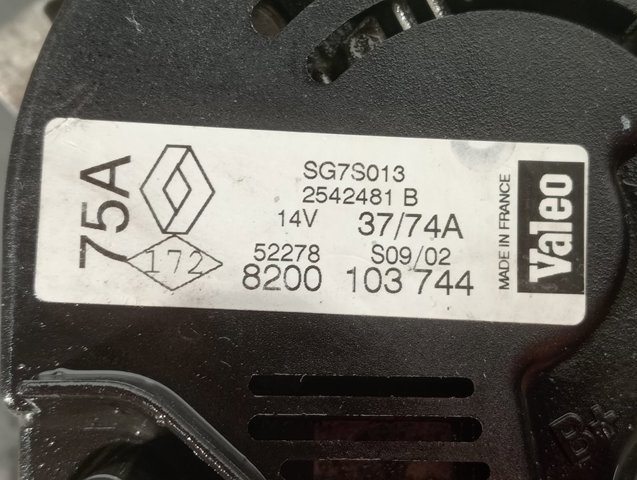 75A
172
SG7S013
2542481 B
14V 37/74A
52278 S09/02
8200 103 744
MADE IN FRANCE
Valeo
B+